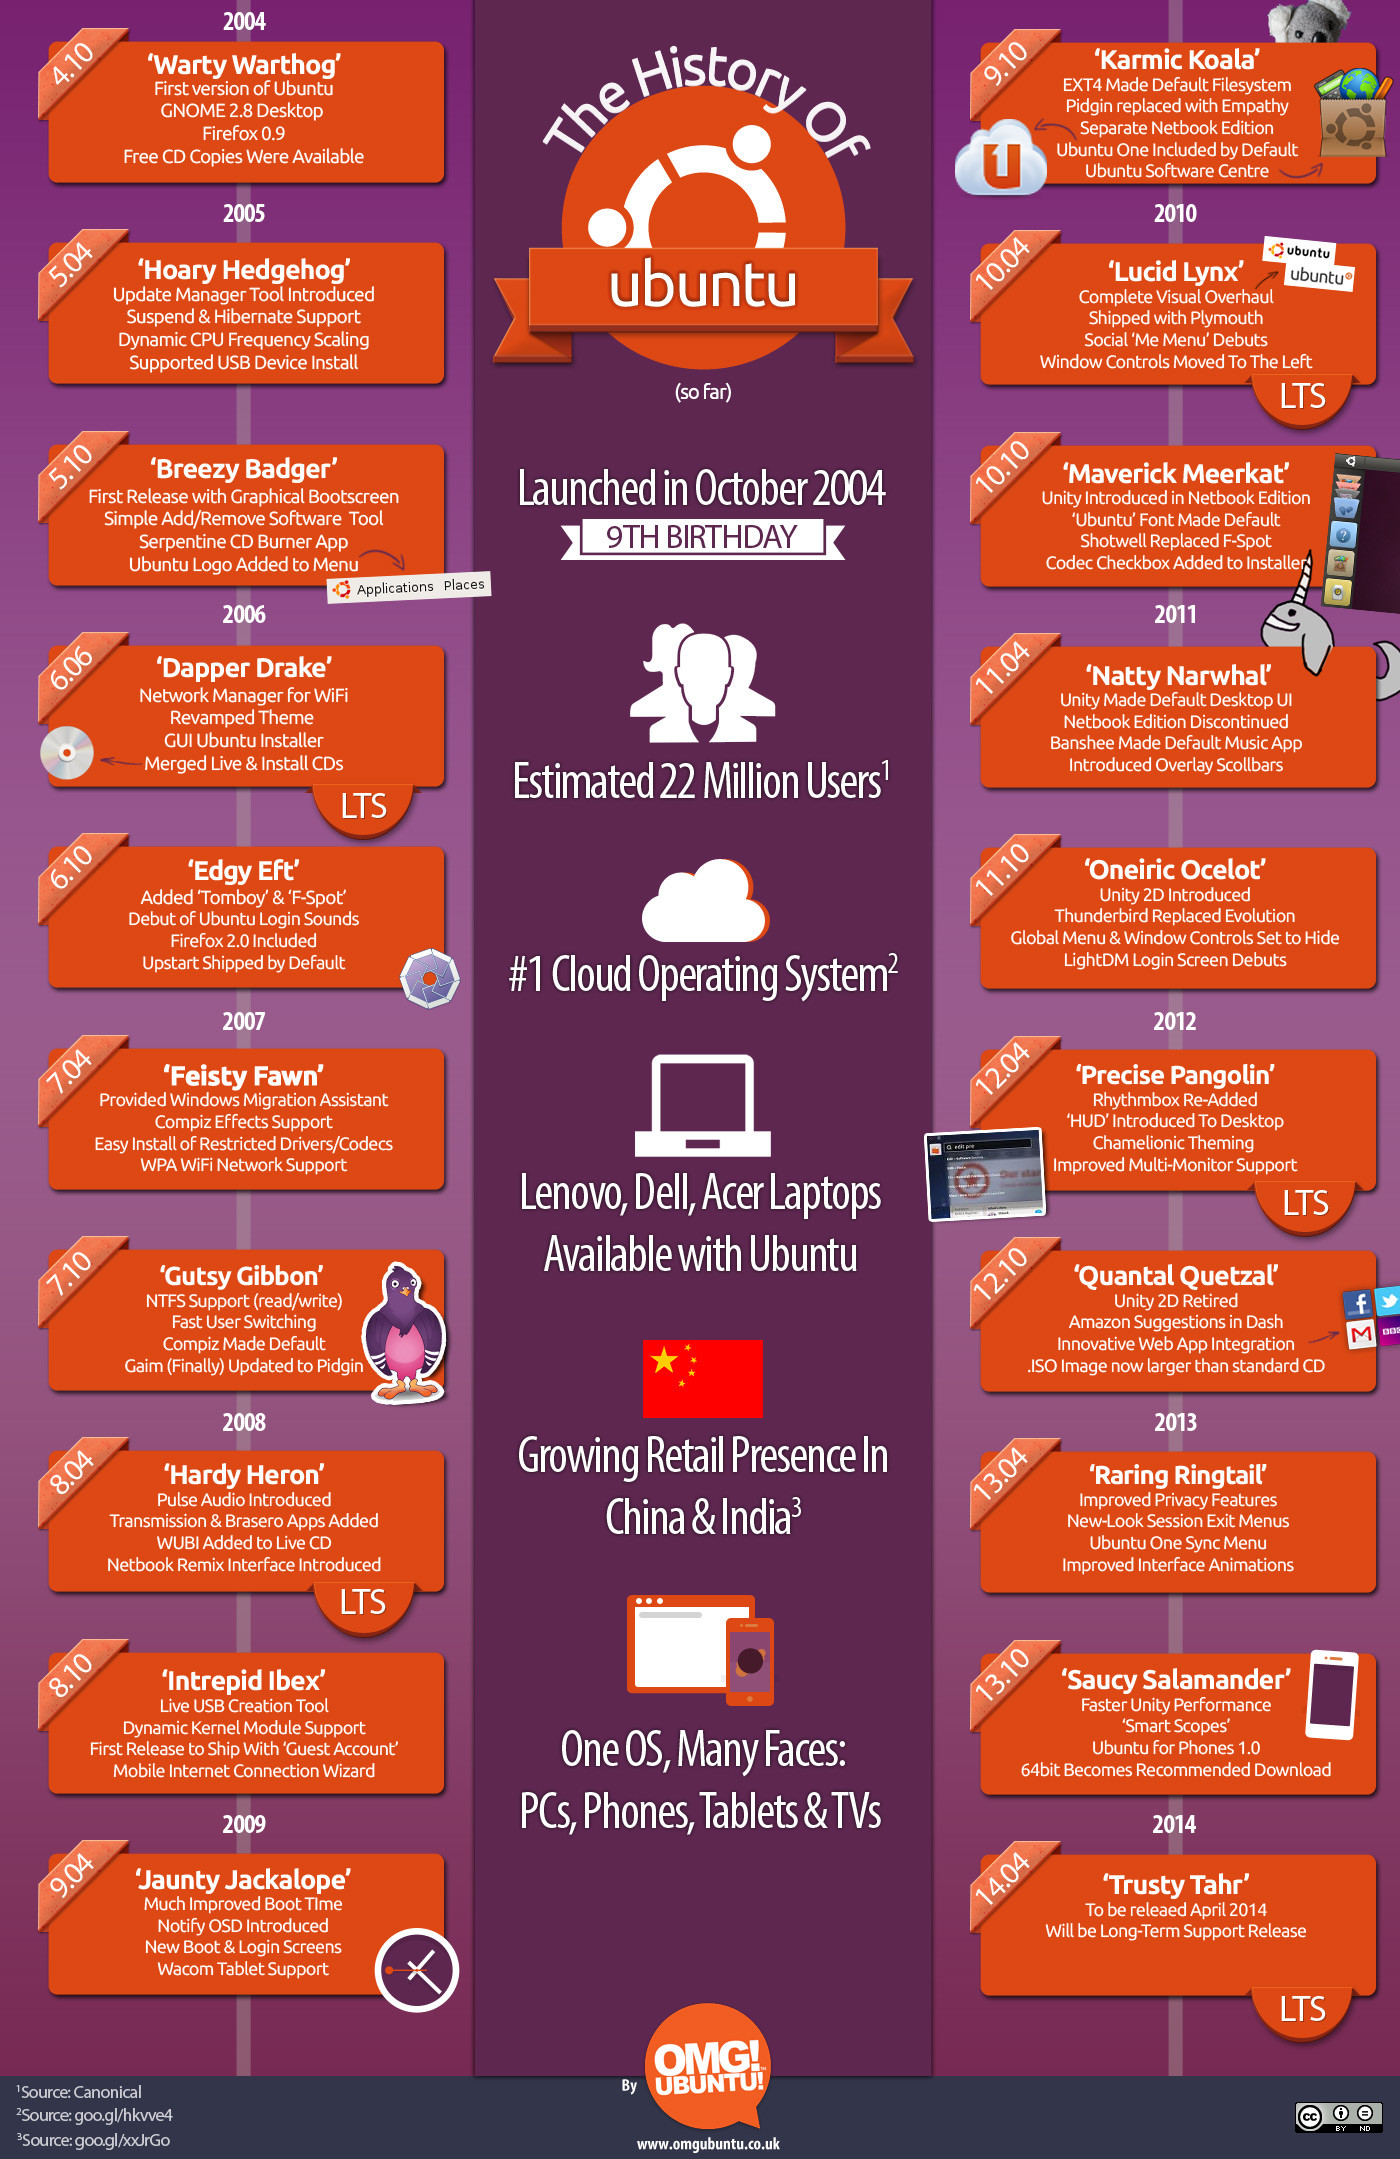 2004
4.10
‘Warty Warthog’
First version of Ubuntu
GNOME 2.8 Desktop
Firefox 0.9
Free CD Copies Were Available
2005
5.04
‘Hoary Hedgehog’
Update Manager Tool Introduced
Suspend & Hibernate Support
Dynamic CPU Frequency Scaling
Supported USB Device Install
5.10
‘Breezy Badger’
First Release with Graphical Bootscreen
Simple Add/Remove Software Tool
Serpentine CD Burner App
Ubuntu Logo Added to Menu
Applications Places
2006
6.06
‘Dapper Drake’
Network Manager for WiFi
Revamped Theme
GUI Ubuntu Installer
Merged Live & Install CDs
LTS
6.10
‘Edgy Eft’
Added ‘Tomboy’ & ‘F-Spot’
Debut of Ubuntu Login Sounds
Firefox 2.0 Included
Upstart Shipped by Default
2007
7.04
‘Feisty Fawn’
Provided Windows Migration Assistant
Compiz Effects Support
Easy Install of Restricted Drivers/Codecs
WPA WiFi Network Support
7.10
‘Gutsy Gibbon’
NTFS Support (read/write)
Fast User Switching
Compiz Made Default
Gaim (Finally) Updated to Pidgin
2008
8.04
‘Hardy Heron’
Pulse Audio Introduced
Transmission & Brasero Apps Added
WUBI Added to Live CD
Netbook Remix Interface Introduced
LTS
8.10
‘Intrepid Ibex’
Live USB Creation Tool
Dynamic Kernel Module Support
First Release to Ship With ‘Guest Account’
Mobile Internet Connection Wizard
2009
9.04
‘Jaunty Jackalope’
Much Improved Boot TIme
Notify OSD Introduced
New Boot & Login Screens
Wacom Tablet Support
The History Of
ubuntu
(so far)
Launched in October 2004
9TH BIRTHDAY
Estimated 22 Million Users¹
#1 Cloud Operating System²
Lenovo, Dell, Acer Laptops
Available with Ubuntu
Growing Retail Presence In
China & India³
One OS, Many Faces:
PCs, Phones, Tablets & TVs
9.10
‘Karmic Koala’
EXT4 Made Default Filesystem
Pidgin replaced with Empathy
Separate Netbook Edition
Ubuntu One Included by Default
Ubuntu Software Centre
1
2010
10.04
‘Lucid Lynx’
Complete Visual Overhaul
Shipped with Plymouth
Social ‘Me Menu’ Debuts
Window Controls Moved To The Left
ubuntu
ubuntu
LTS
10.10
‘Maverick Meerkat’
Unity Introduced in Netbook Edition
‘Ubuntu’ Font Made Default
Shotwell Replaced F-Spot
Codec Checkbox Added to Installer
2011
11.04
‘Natty Narwhal’
Unity Made Default Desktop UI
Netbook Edition Discontinued
Banshee Made Default Music App
Introduced Overlay Scollbars
11.10
‘Oneiric Ocelot’
Unity 2D Introduced
Thunderbird Replaced Evolution
Global Menu & Window Controls Set to Hide
LightDM Login Screen Debuts
2012
12.04
‘Precise Pangolin’
Rhythmbox Re-Added
‘HUD’ Introduced To Desktop
Chamelionic Theming
Improved Multi-Monitor Support
edit pre
LTS
12.10
‘Quantal Quetzal’
Unity 2D Retired
Amazon Suggestions in Dash
Innovative Web App Integration
.ISO Image now larger than standard CD
2013
13.04
‘Raring Ringtail’
Improved Privacy Features
New-Look Session Exit Menus
Ubuntu One Sync Menu
Improved Interface Animations
13.10
‘Saucy Salamander’
Faster Unity Performance
‘Smart Scopes’
Ubuntu for Phones 1.0
64bit Becomes Recommended Download
2014
14.04
‘Trusty Tahr’
To be releaed April 2014
Will be Long-Term Support Release
LTS
¹Source: Canonical
²Source: goo.gl/hkvve4
³Source: goo.gl/xxJrGo
By
OMG!
UBUNTU!
www.omgubuntu.co.uk
cc
BY ND